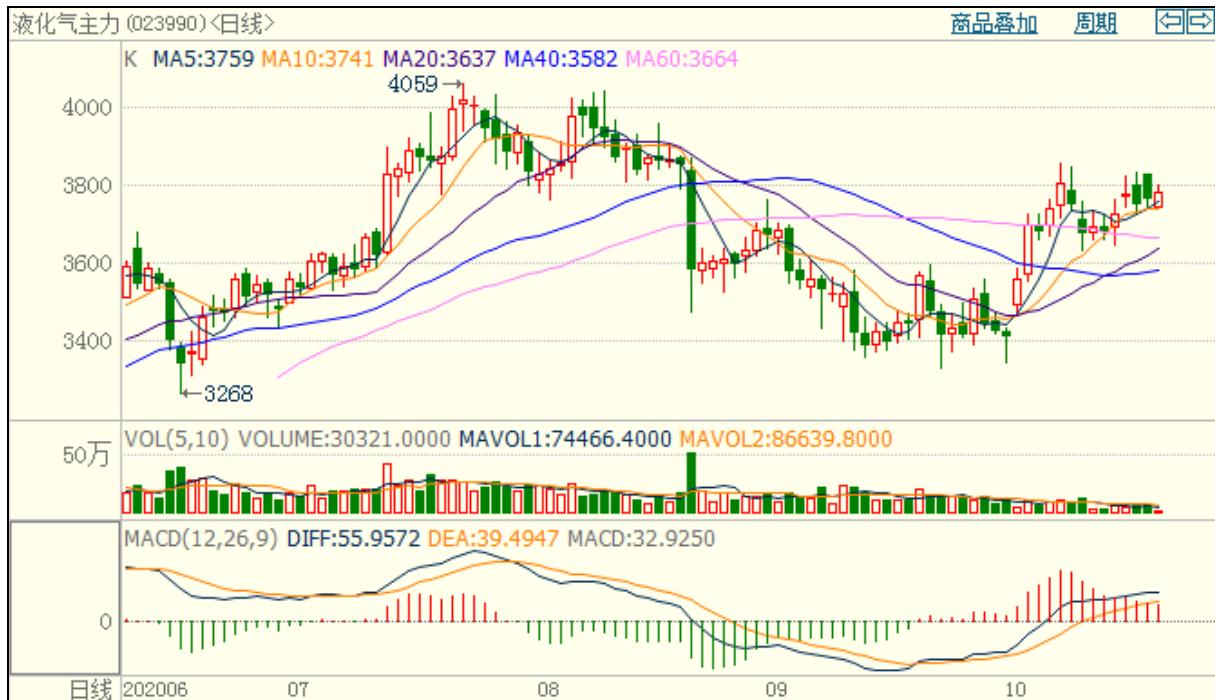 液化气主力(023990)<日线> 商品叠加 周期
K MA5:3759 MA10:3741 MA20:3637 MA40:3582 MA60:3664
4059
4000
3800
3600
3400
3268
VOL(5,10) VOLUME:30321.0000 MAVOL1:74466.4000 MAVOL2:86639.8000
50万
MACD(12,26,9) DIFF:55.9572 DEA:39.4947 MACD:32.9250
0
日线 202006 07 08 09 10